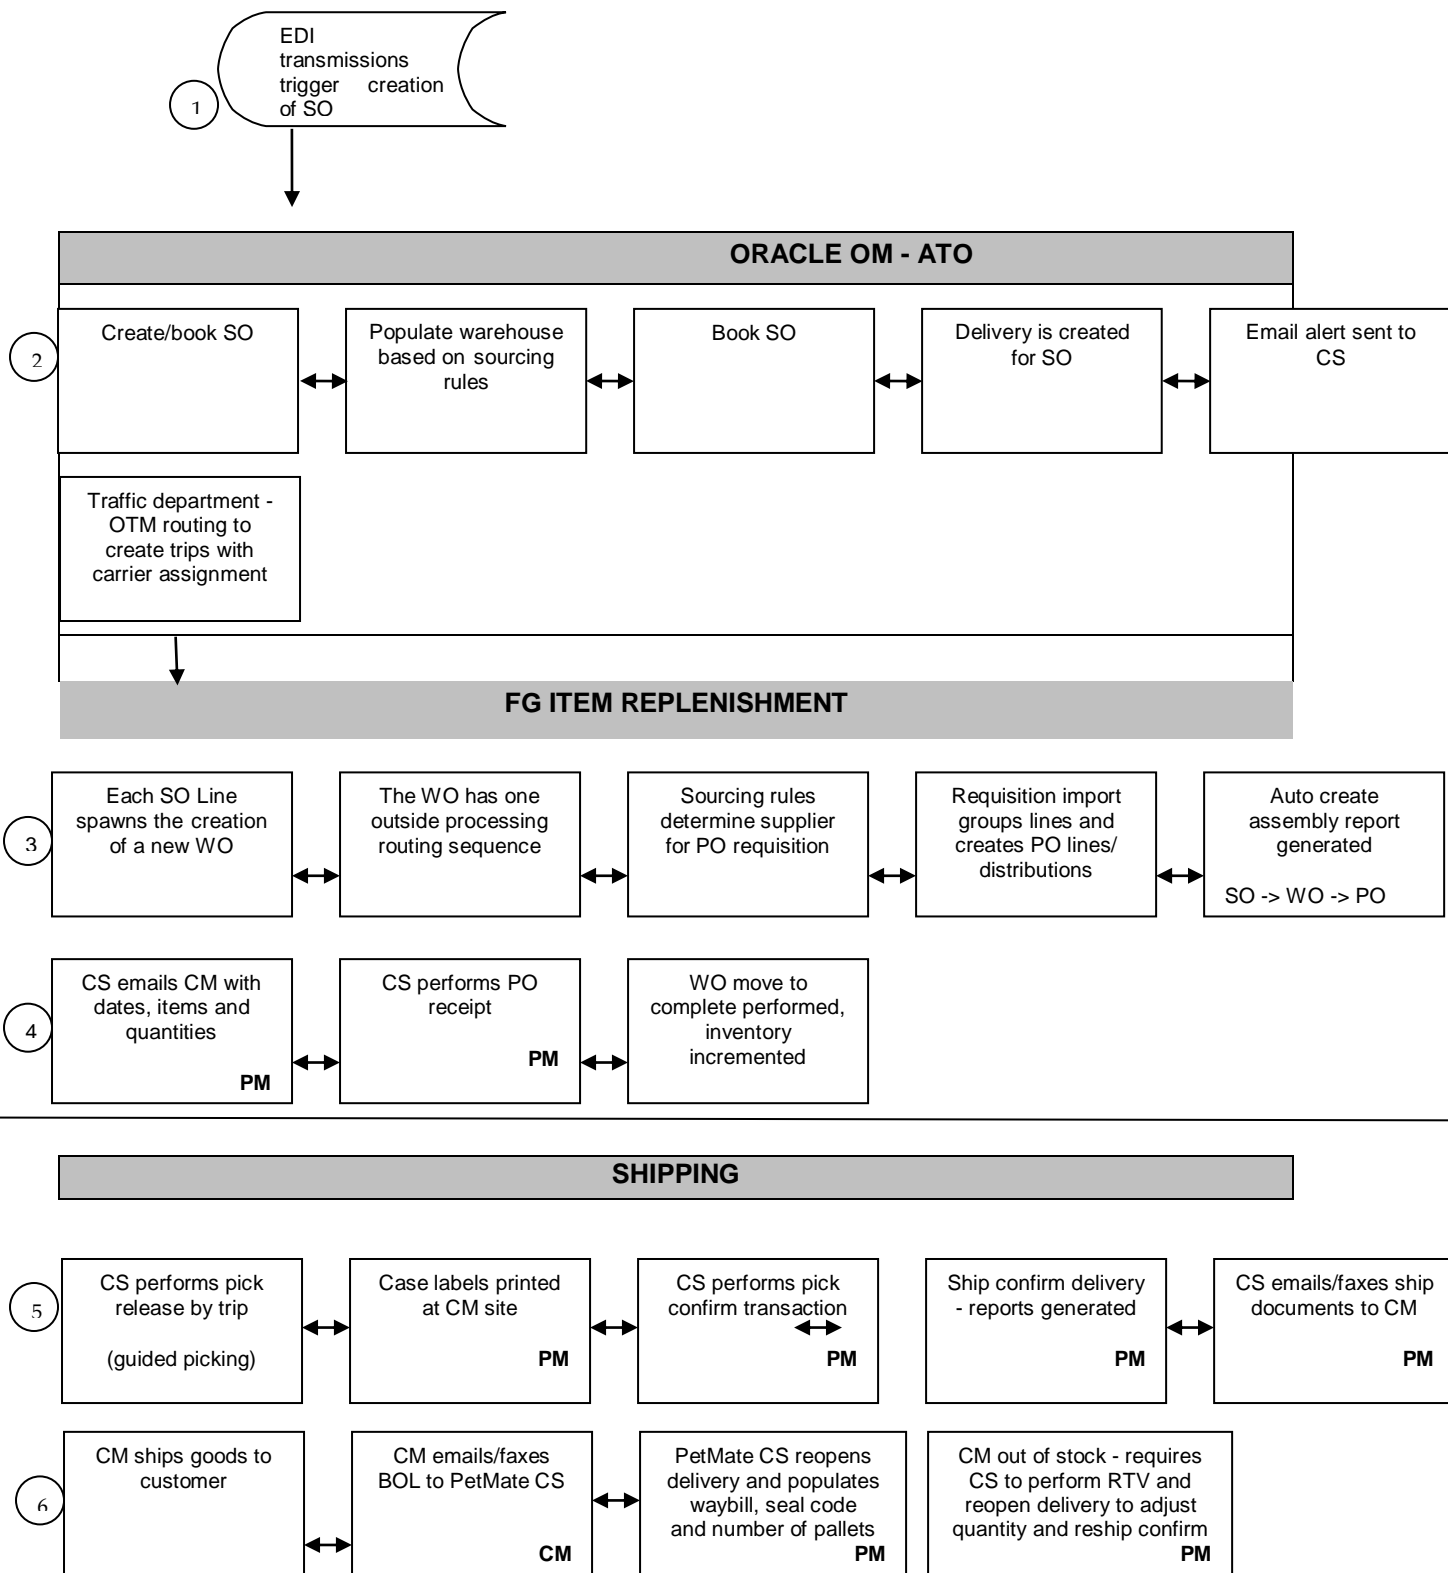 EDI
transmissions
trigger creation
of SO
1
ORACLE OM - ATO
2
Create/book SO
Populate warehouse
based on sourcing
rules
Book SO
Delivery is created
for SO
Email alert sent to
CS
Traffic department -
OTM routing to
create trips with
carrier assignment
FG ITEM REPLENISHMENT
3
Each SO Line
spawns the creation
of a new WO
The WO has one
outside processing
routing sequence
Sourcing rules
determine supplier
for PO requisition
Requisition import
groups lines and
creates PO lines/
distributions
Auto create
assembly report
generated
SO -> WO -> PO
4
CS emails CM with
dates, items and
quantities
PM
CS performs PO
receipt
PM
WO move to
complete performed,
inventory
incremented
SHIPPING
5
CS performs pick
release by trip
(guided picking)
Case labels printed
at CM site
PM
CS performs pick
confirm transaction
PM
Ship confirm delivery
- reports generated
PM
CS emails/faxes ship
documents to CM
PM
6
CM ships goods to
customer
CM emails/faxes
BOL to PetMate CS
CM
PetMate CS reopens
delivery and populates
waybill, seal code
and number of pallets
PM
CM out of stock - requires
CS to perform RTV and
reopen delivery to adjust
quantity and reship confirm
PM